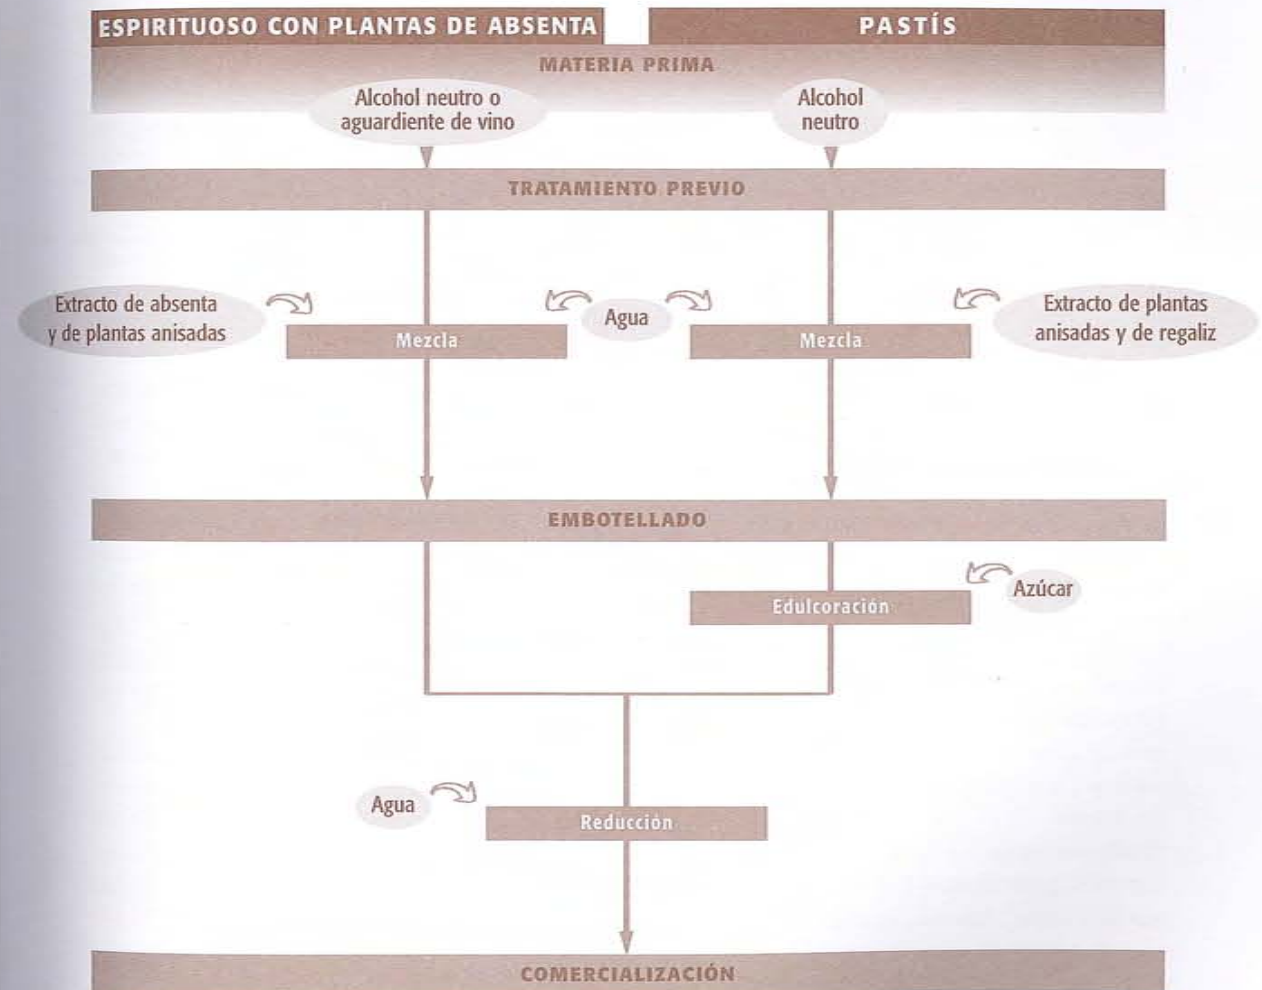 ESPIRITUOSO CON PLANTAS DE ABSENTA
PASTÍS
MATERIA PRIMA
Alcohol neutro o
aguardiente de vino
Alcohol
neutro
TRATAMIENTO PREVIO
Extracto de absenta
y de plantas anisadas
Mezcla
Agua
Mezcla
Extracto de plantas
anisadas y de regaliz
EMBOTELLADO
Edulcoración
Azúcar
Agua
Reducción
COMERCIALIZACIÓN